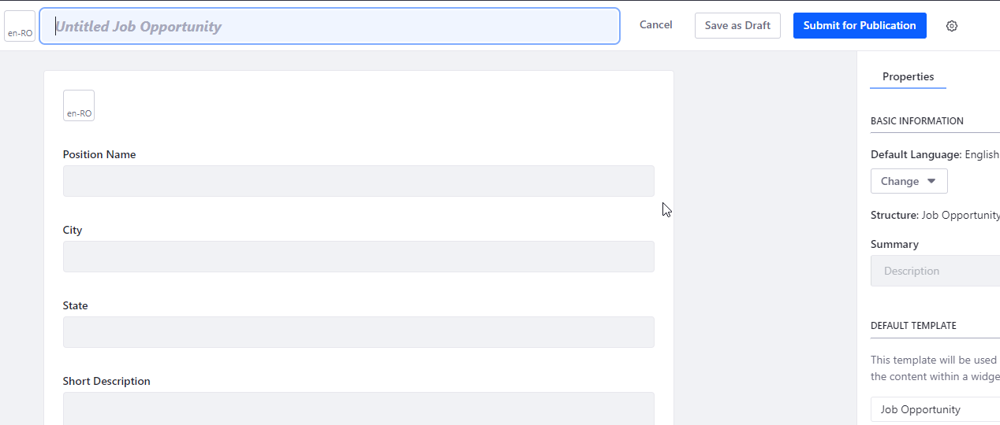 en-RO
Untitled Job Opportunity
Cancel
Save as Draft
Submit for Publication
en-RO
Position Name
City
State
Short Description
Properties
BASIC INFORMATION
Default Language: English
Change
Structure: Job Opportunity
Summary
Description
DEFAULT TEMPLATE
This template will be used
the content within a widge
Job Opportunity